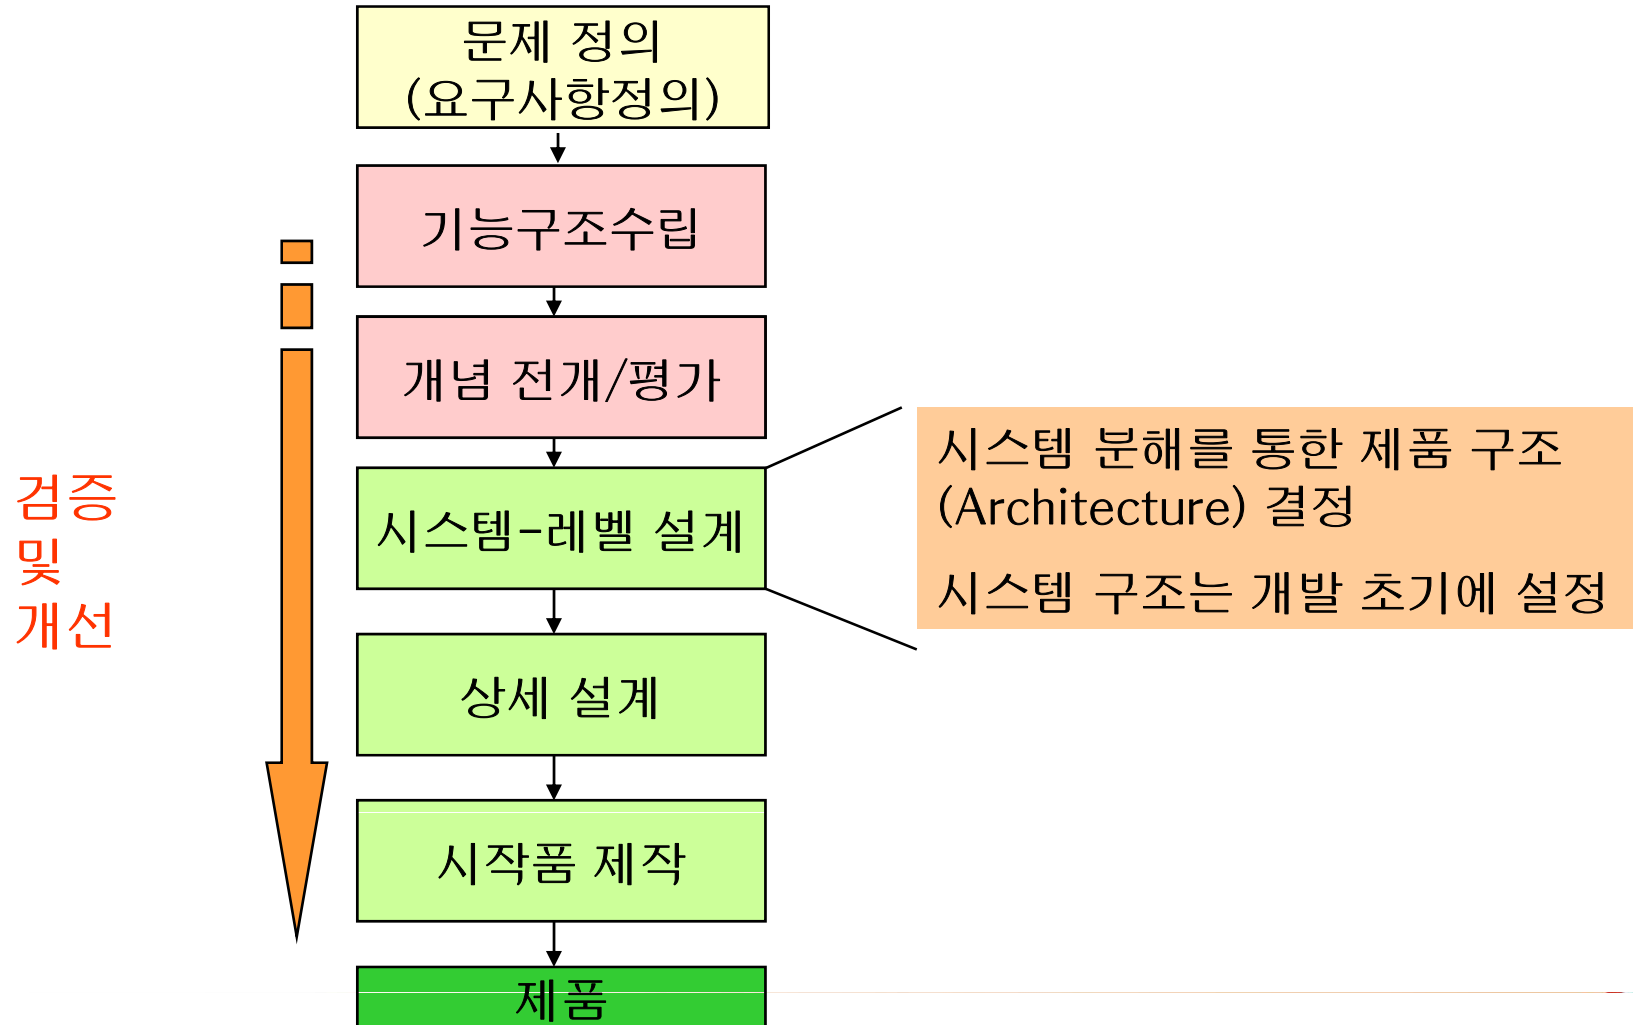 문제 정의
(요구사항정의)
기능구조수립
개념 전개/평가
시스템-레벨 설계
시스템 분해를 통한 제품 구조
(Architecture) 결정
시스템 구조는 개발 초기에 설정
검증
및
개선
상세 설계
시작품 제작
제품